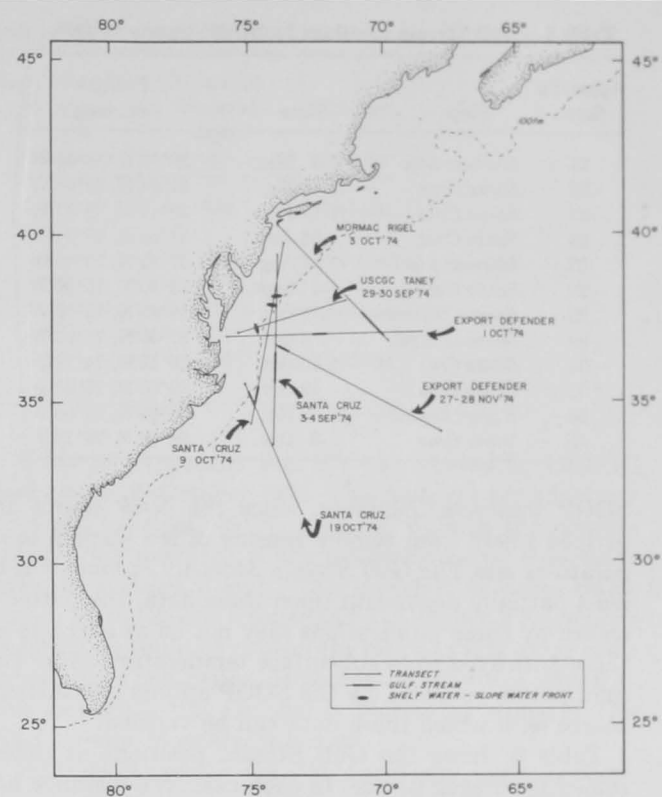 80° 75° 70° 65°
45° 45°
100fm
MORMAC RIGEL
3 OCT '74
40° 40°
USCGC TANEY
29-30 SEP '74
EXPORT DEFENDER
1 OCT '74
EXPORT DEFENDER
27-28 NOV '74
35° 35°
SANTA CRUZ
3-4 SEP '74
SANTA CRUZ
9 OCT '74
SANTA CRUZ
19 OCT '74
30° 30°
TRANSECT
GULF STREAM
SHELF WATER - SLOPE WATER FRONT
25° 25°
80° 75° 70° 65°